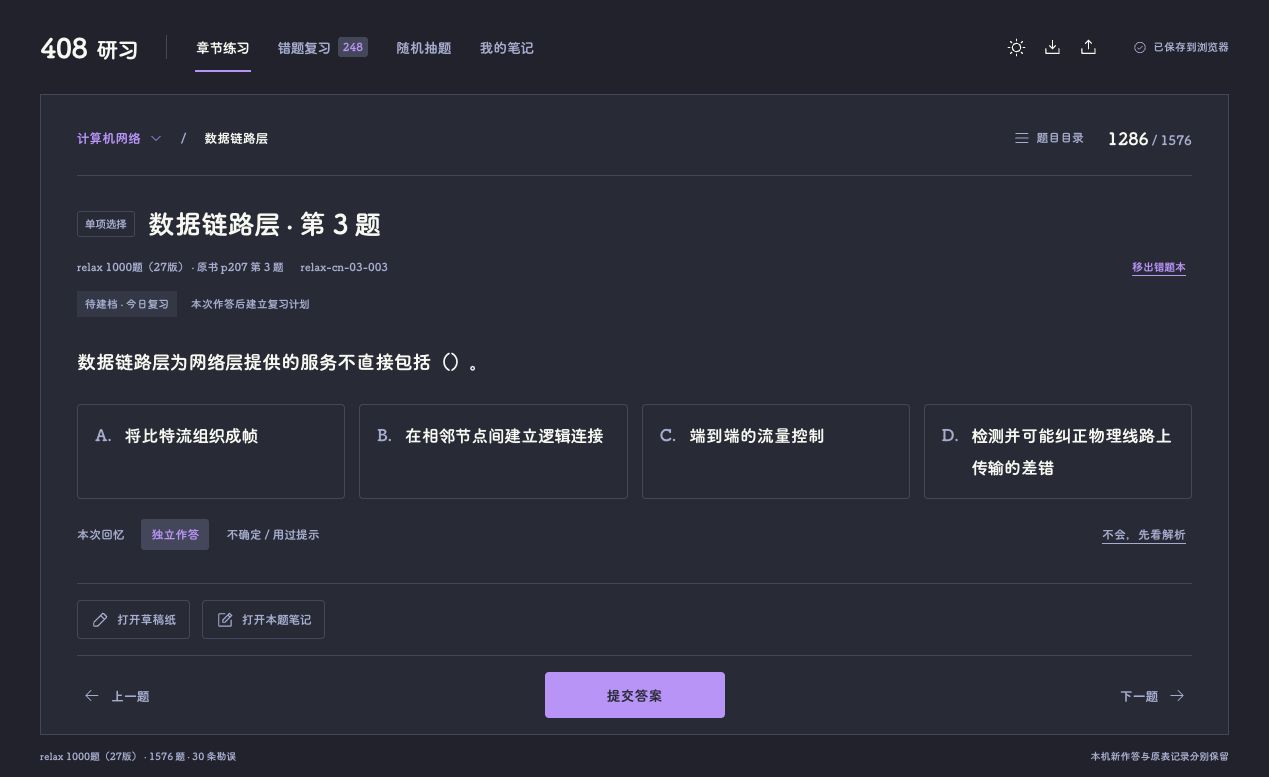 408 研习 章节练习 错题复习 248 随机抽题 我的笔记 已保存到浏览器
计算机网络 / 数据链路层 题目目录 1286 / 1576
单项选择 数据链路层 · 第 3 题
relax 1000题（27版） · 原书 p207 第 3 题 relax-cn-03-003 移出错题本
待建档 · 今日复习 本次作答后建立复习计划
数据链路层为网络层提供的服务不直接包括（）。
A. 将比特流组织成帧
B. 在相邻节点间建立逻辑连接
C. 端到端的流量控制
D. 检测并可能纠正物理线路上
传输的差错
本次回忆 独立作答 不确定 / 用过提示 不会，先看解析
打开草稿纸 打开本题笔记
上一题 提交答案 下一题
relax 1000题（27版） · 1576 题 · 30 条勘误 本机新作答与原表记录分别保留